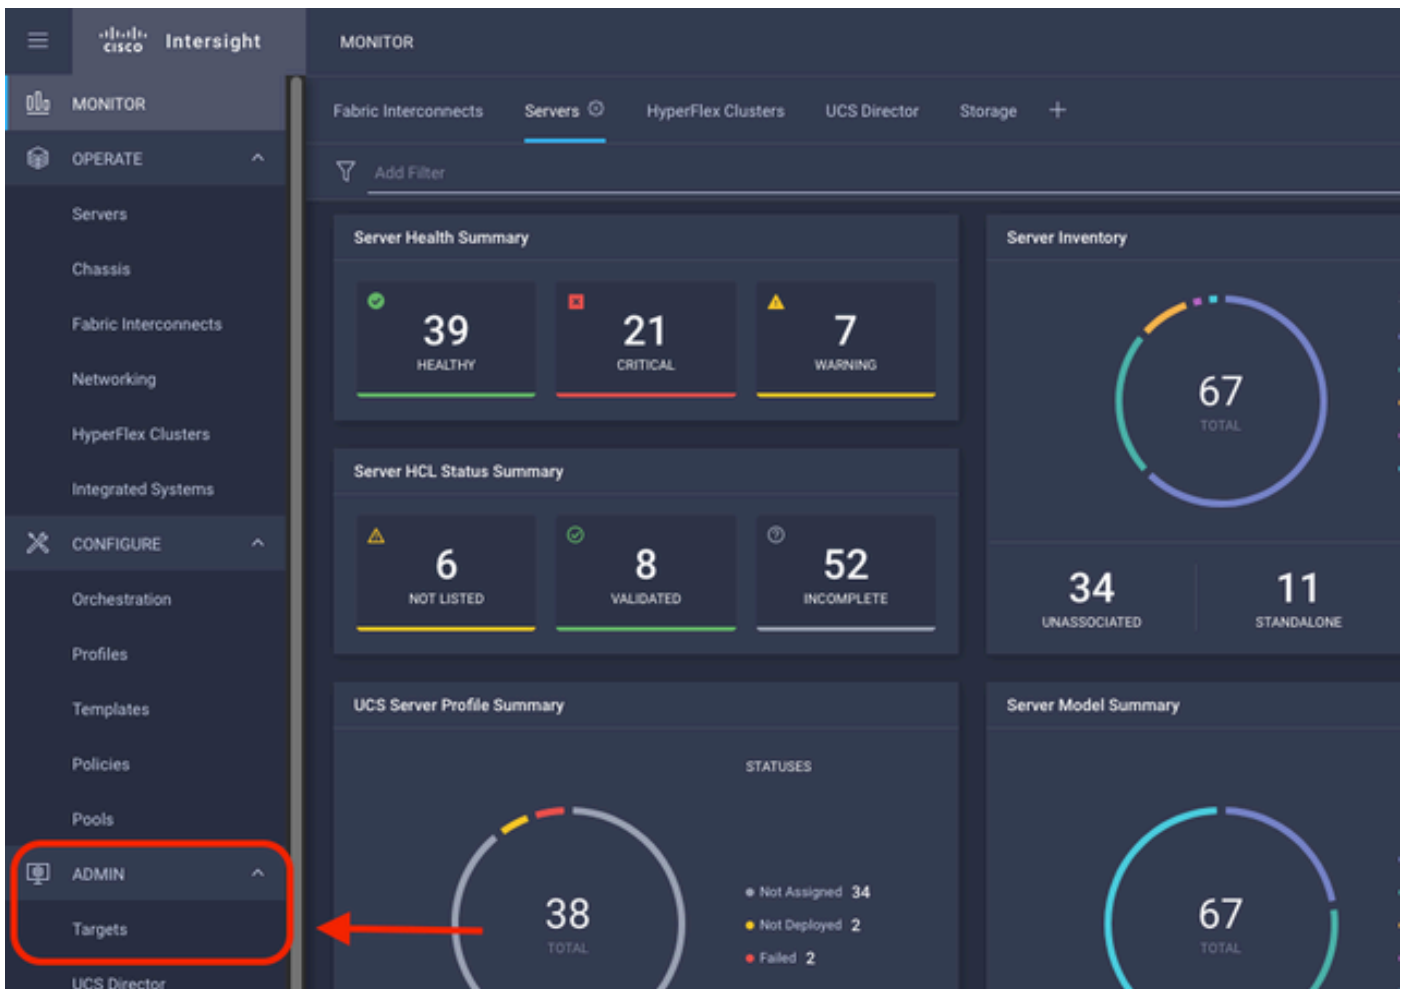 cisco Intersight
MONITOR
MONITOR
OPERATE
Servers
Chassis
Fabric Interconnects
Networking
HyperFlex Clusters
Integrated Systems
CONFIGURE
Orchestration
Profiles
Templates
Policies
Pools
ADMIN
Targets
UCS Director
Fabric Interconnects Servers HyperFlex Clusters UCS Director Storage +
Add Filter
Server Health Summary
39
HEALTHY
21
CRITICAL
7
WARNING
Server Inventory
67
TOTAL
34
UNASSOCIATED
11
STANDALONE
Server HCL Status Summary
6
NOT LISTED
8
VALIDATED
52
INCOMPLETE
UCS Server Profile Summary
38
TOTAL
STATUSES
Not Assigned 34
Not Deployed 2
Failed 2
Server Model Summary
67
TOTAL